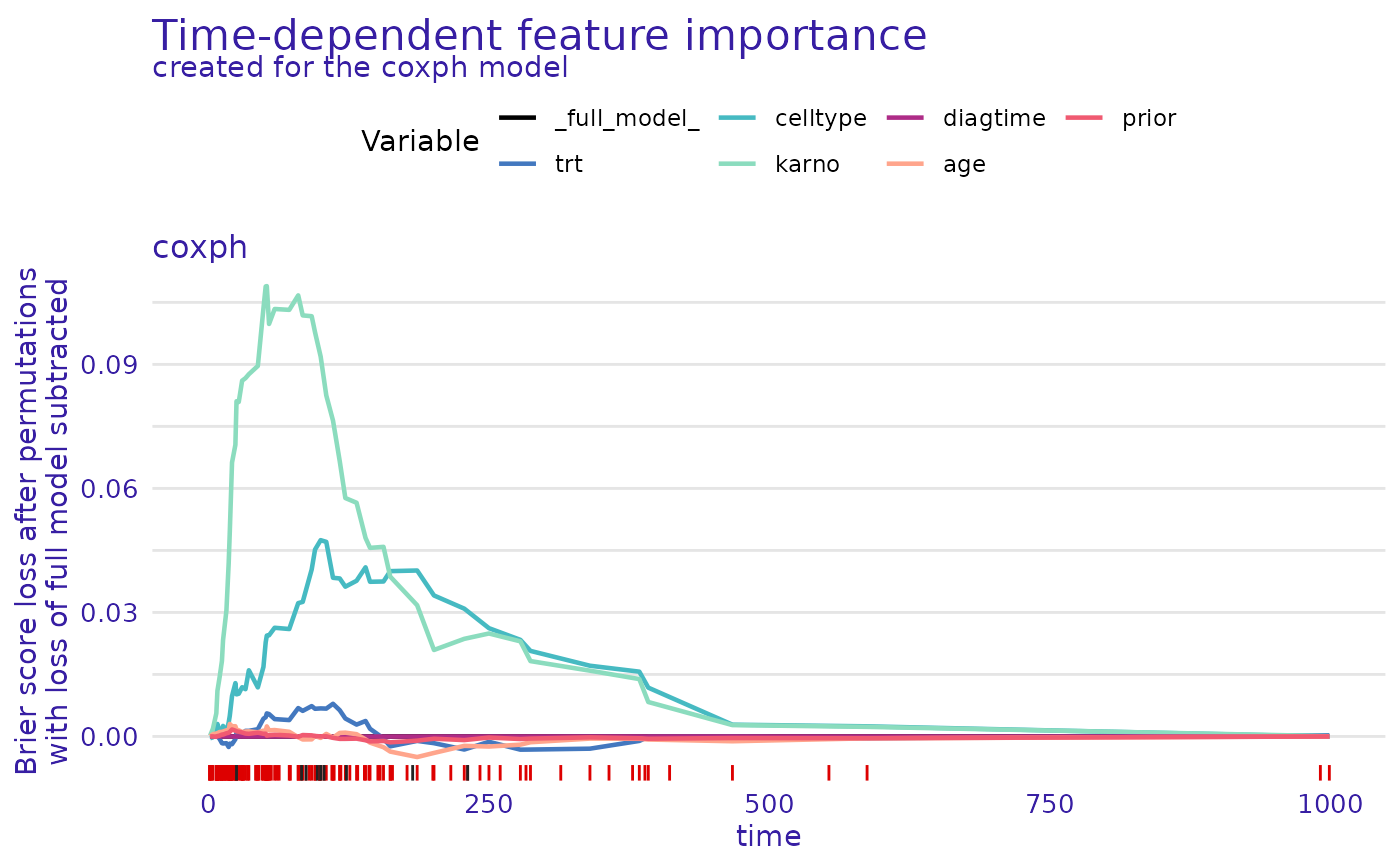 Time-dependent feature importance
created for the coxph model
Variable
_full_model_ celltype diagtime prior
trt karno age
coxph
Brier score loss after permutations
with loss of full model subtracted
0.09
0.06
0.03
0.00
0 250 500 750 1000
time